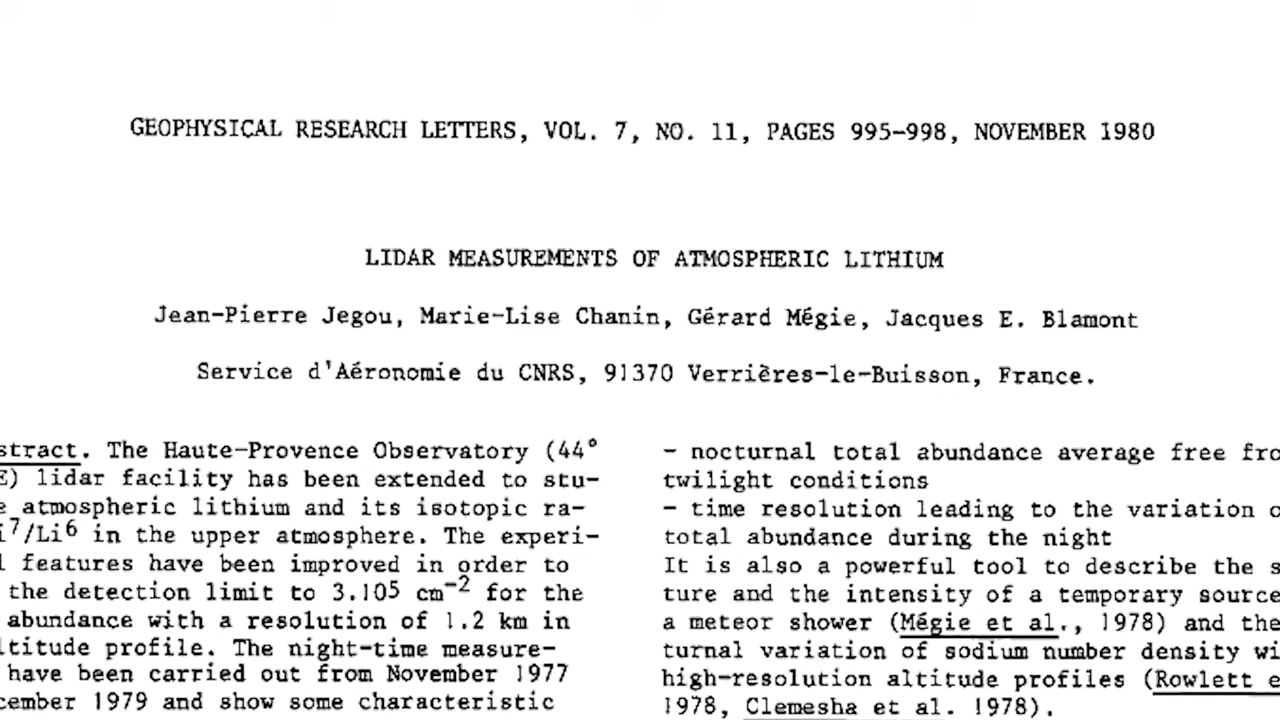 GEOPHYSICAL RESEARCH LETTERS, VOL. 7, NO. 11, PAGES 995-998, NOVEMBER 1980
LIDAR MEASUREMENTS OF ATMOSPHERIC LITHIUM
Jean-Pierre Jegou, Marie-Lise Chanin, Gérard Mégie, Jacques E. Blamont
Service d'Aéronomie du CNRS, 91370 Verrières-le-Buisson, France.
stract. The Haute-Provence Observatory (44°
E) lidar facility has been extended to stu-
e atmospheric lithium and its isotopic ra-
i⁷/Li⁶ in the upper atmosphere. The experi-
l features have been improved in order to
the detection limit to 3.10⁵ cm⁻² for the
abundance with a resolution of 1.2 km in
ltitude profile. The night-time measure-
have been carried out from November 1977
cember 1979 and show some characteristic
- nocturnal total abundance average free fro
twilight conditions
- time resolution leading to the variation o
total abundance during the night
It is also a powerful tool to describe the s
ture and the intensity of a temporary source
a meteor shower (Mégie et al., 1978) and the
turnal variation of sodium number density wi
high-resolution altitude profiles (Rowlett e
1978, Clemesha et al. 1978).